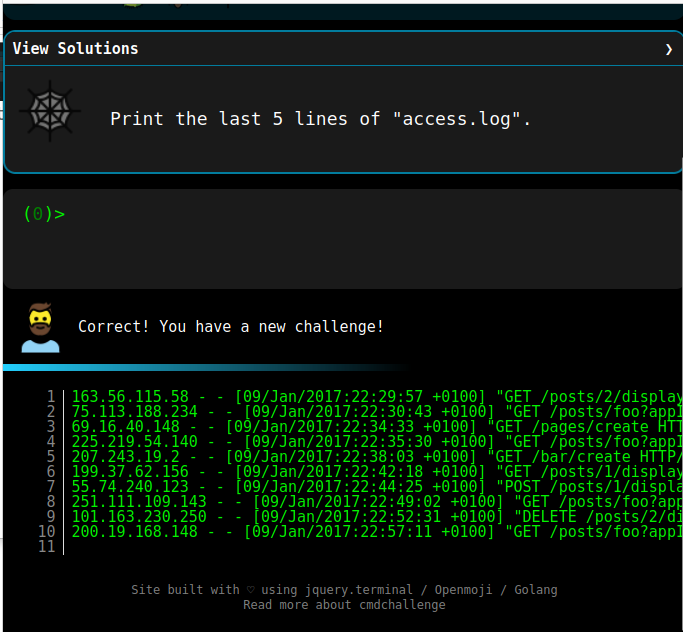 View Solutions ❯
Print the last 5 lines of "access.log".
(0)>
Correct! You have a new challenge!
1 163.56.115.58 - - [09/Jan/2017:22:29:57 +0100] "GET /posts/2/display
2 75.113.188.234 - - [09/Jan/2017:22:30:43 +0100] "GET /posts/foo?app1
3 69.16.40.148 - - [09/Jan/2017:22:34:33 +0100] "GET /pages/create HTT
4 225.219.54.140 - - [09/Jan/2017:22:35:30 +0100] "GET /posts/foo?app1
5 207.243.19.2 - - [09/Jan/2017:22:38:03 +0100] "GET /bar/create HTTP/
6 199.37.62.156 - - [09/Jan/2017:22:42:18 +0100] "GET /posts/1/display
7 55.74.240.123 - - [09/Jan/2017:22:44:25 +0100] "POST /posts/1/displa
8 251.111.109.143 - - [09/Jan/2017:22:49:02 +0100] "GET /posts/foo?app
9 101.163.230.250 - - [09/Jan/2017:22:52:31 +0100] "DELETE /posts/2/di
10 200.19.168.148 - - [09/Jan/2017:22:57:11 +0100] "GET /posts/foo?app1
11
Site built with ♡ using jquery.terminal / Openmoji / Golang
Read more about cmdchallenge